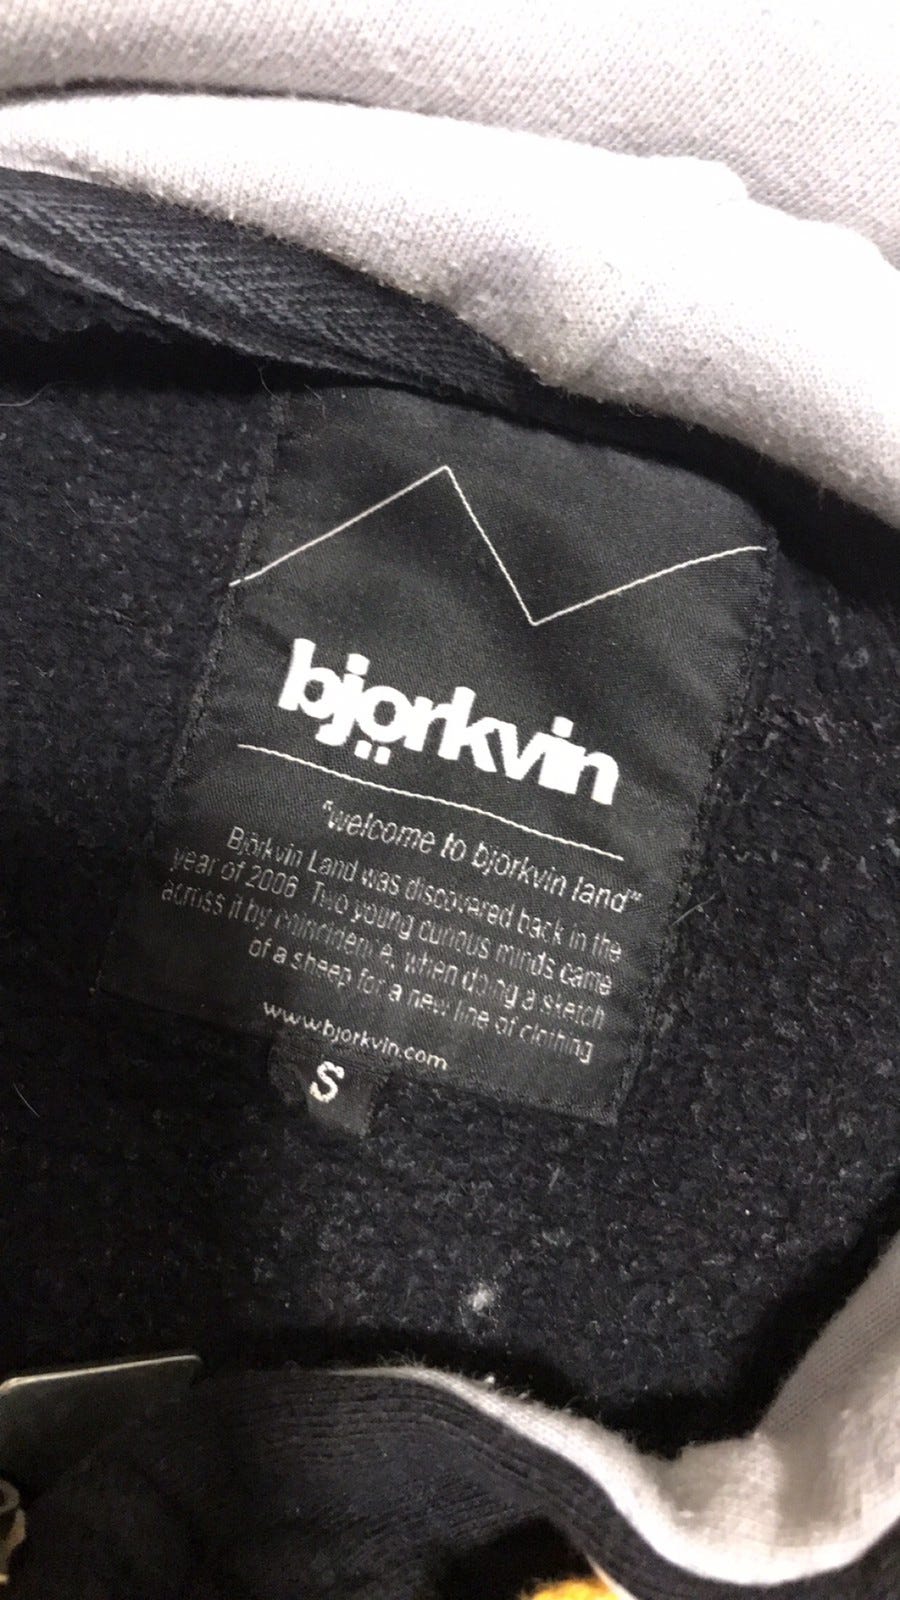 bjorkvin
"welcome to bjorkvin land"
Björkvin Land was discovered back in the
year of 2006. Two young curious minds came
across it by coincidence, when doing a sketch
of a sheep for a new line of clothing
www.bjorkvin.com
S